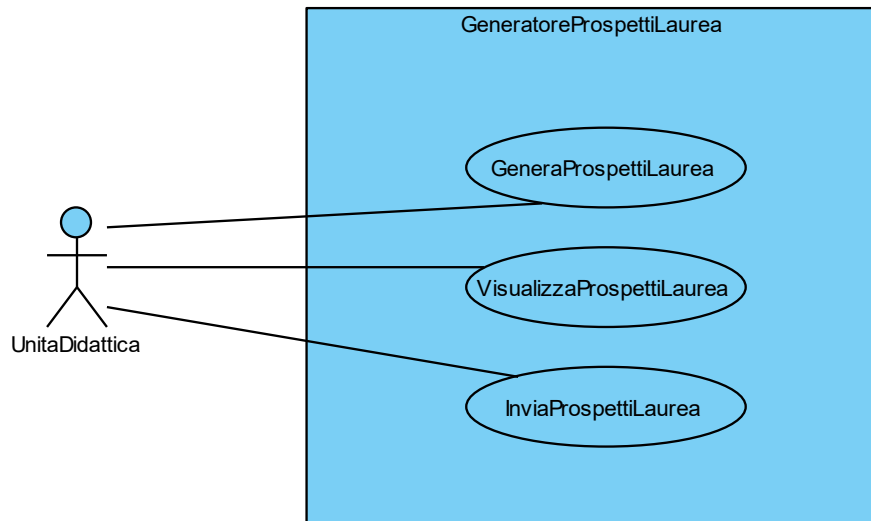 GeneratoreProspettiLaurea
GeneraProspettiLaurea
VisualizzaProspettiLaurea
UnitaDidattica
InviaProspettiLaurea